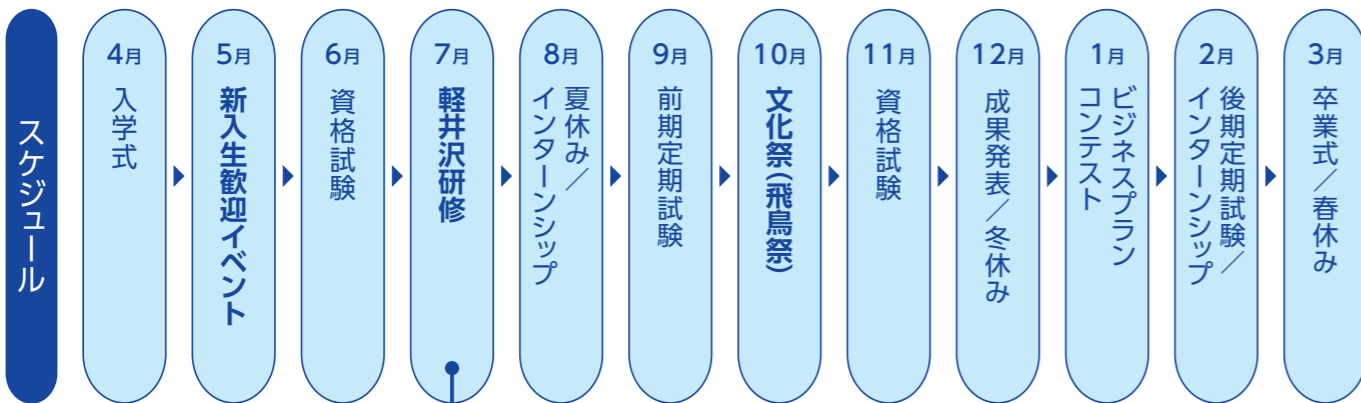 スケジュール
4月
入学式
5月
新入生歓迎イベント
6月
資格試験
7月
軽井沢研修
8月
夏休み／
インターンシップ
9月
前期定期試験
10月
文化祭（飛鳥祭）
11月
資格試験
12月
成果発表／冬休み
1月
ビジネスプラン
コンテスト
2月
後期定期試験／
インターンシップ
3月
卒業式／春休み